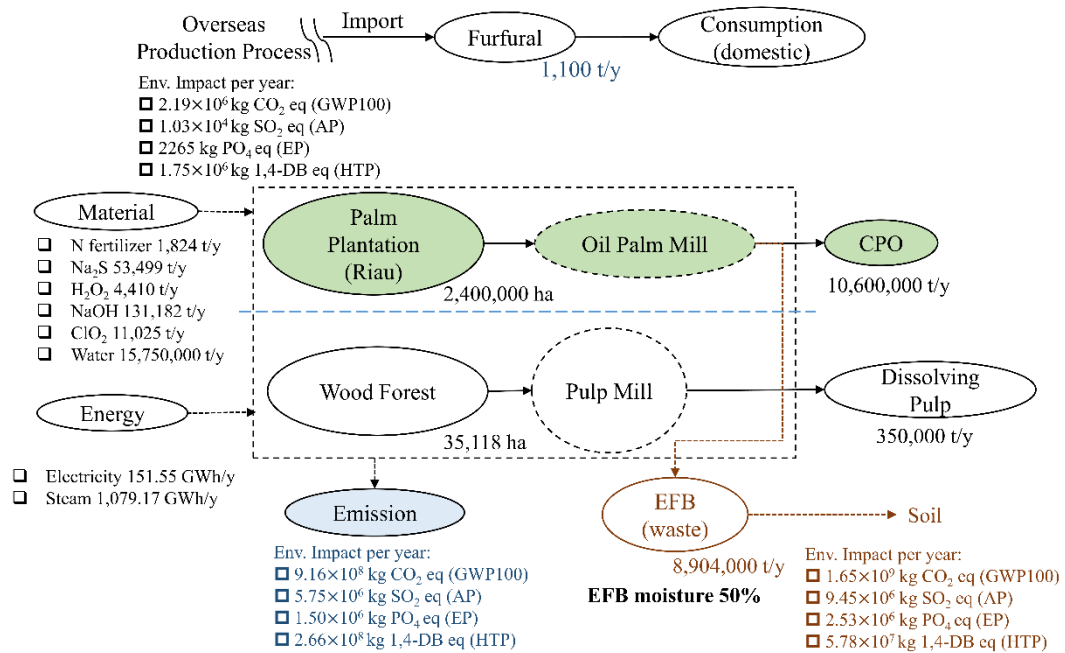 Overseas
Production Process
Import
Furfural
1,100 t/y
Consumption
(domestic)
Env. Impact per year:
2.19×10⁶ kg CO₂ eq (GWP100)
1.03×10⁴ kg SO₂ eq (AP)
2265 kg PO₄ eq (EP)
1.75×10⁶ kg 1,4-DB eq (HTP)
Material
N fertilizer 1,824 t/y
Na₂S 53,499 t/y
H₂O₂ 4,410 t/y
NaOH 131,182 t/y
ClO₂ 11,025 t/y
Water 15,750,000 t/y
Palm
Plantation
(Riau)
2,400,000 ha
Oil Palm Mill
CPO
10,600,000 t/y
Energy
Electricity 151.55 GWh/y
Steam 1,079.17 GWh/y
Wood Forest
35,118 ha
Pulp Mill
Dissolving
Pulp
350,000 t/y
Emission
Env. Impact per year:
9.16×10⁸ kg CO₂ eq (GWP100)
5.75×10⁶ kg SO₂ eq (AP)
1.50×10⁶ kg PO₄ eq (EP)
2.66×10⁸ kg 1,4-DB eq (HTP)
EFB
(waste)
8,904,000 t/y
EFB moisture 50%
Soil
Env. Impact per year:
1.65×10⁹ kg CO₂ eq (GWP100)
9.45×10⁶ kg SO₂ eq (AP)
2.53×10⁶ kg PO₄ eq (EP)
5.78×10⁷ kg 1,4-DB eq (HTP)